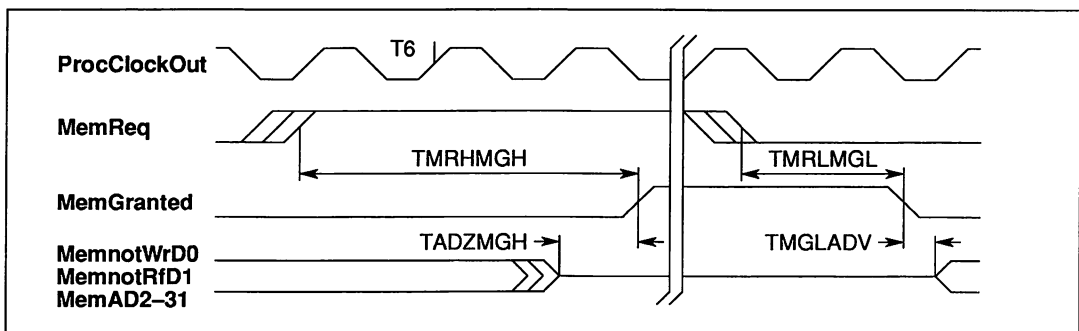 T6
ProcClockOut
MemReq
TMRHMGH
TMRLMGL
MemGranted
TADZMGH
TMGLADV
MemnotWrD0
MemnotRfD1
MemAD2–31